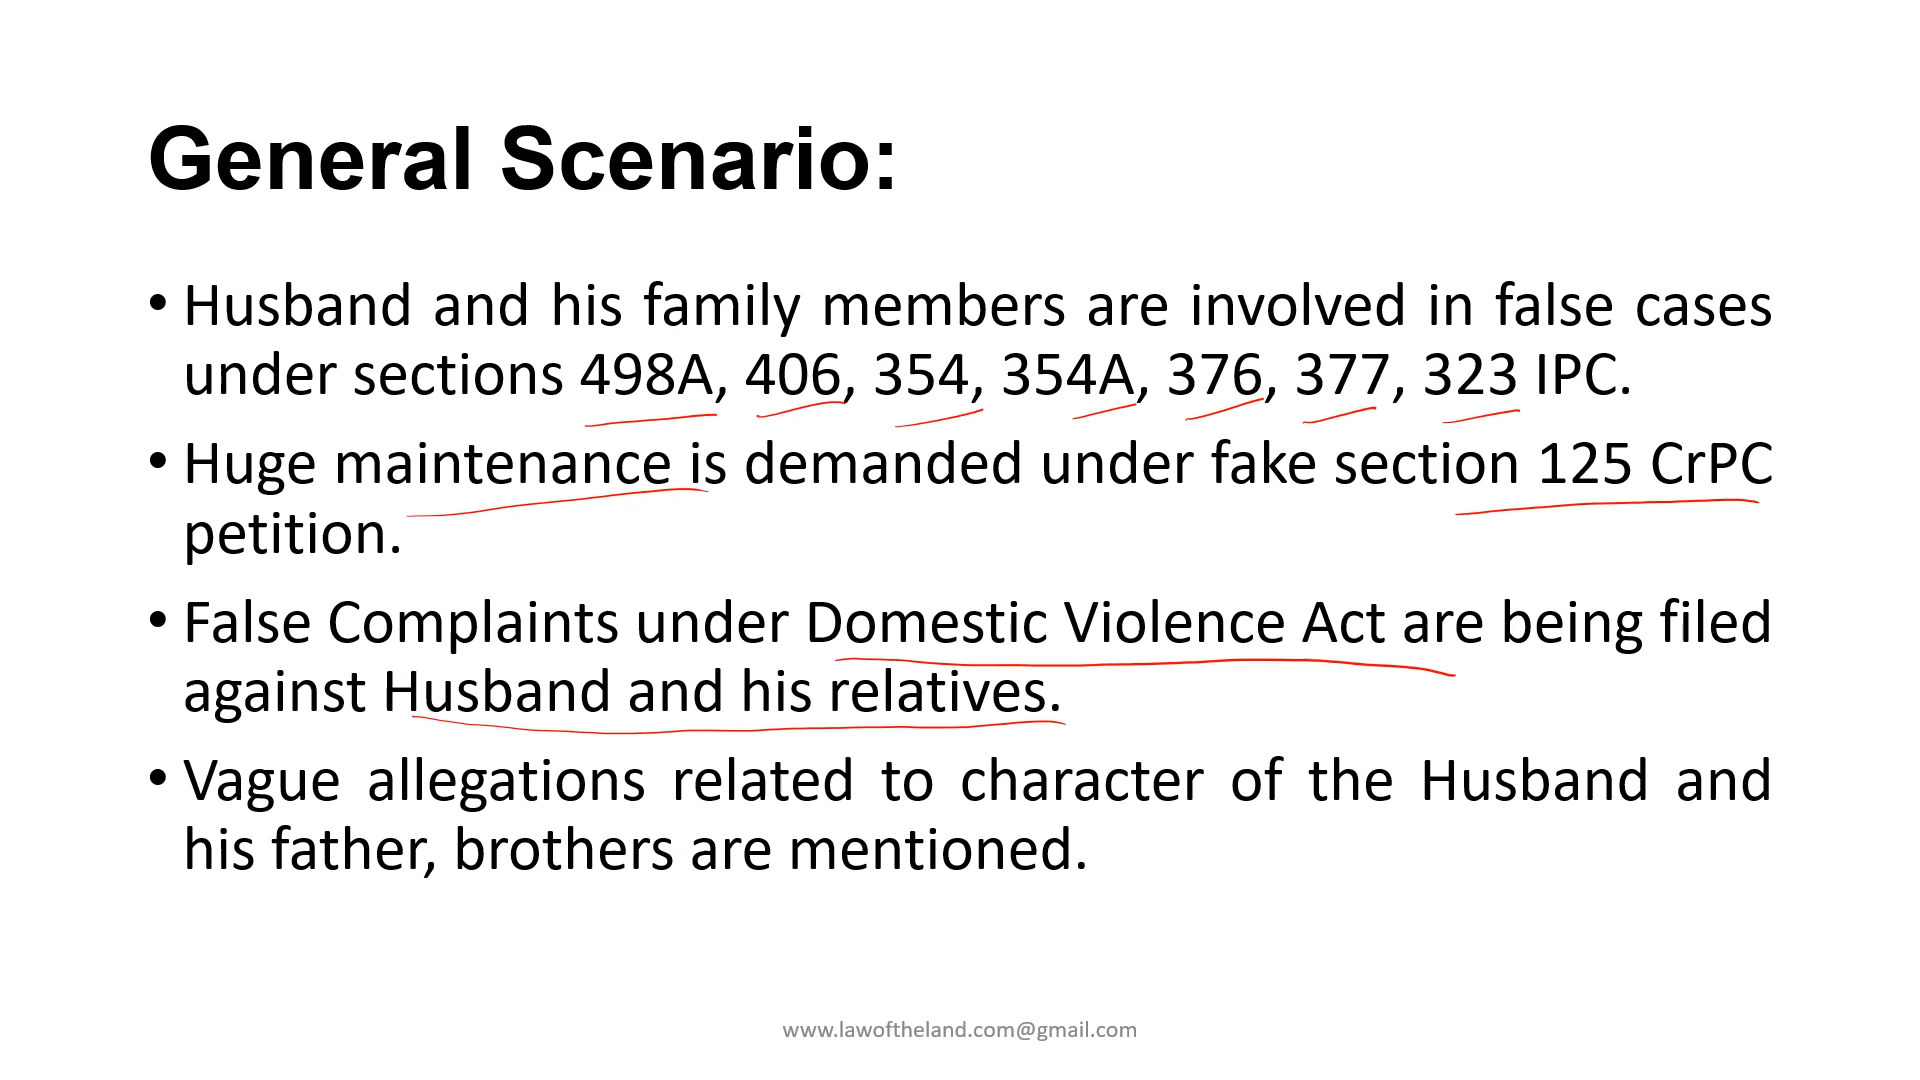 General Scenario:
• Husband and his family members are involved in false cases
under sections 498A, 406, 354, 354A, 376, 377, 323 IPC.
• Huge maintenance is demanded under fake section 125 CrPC
petition.
• False Complaints under Domestic Violence Act are being filed
against Husband and his relatives.
• Vague allegations related to character of the Husband and
his father, brothers are mentioned.
www.lawoftheland.com@gmail.com